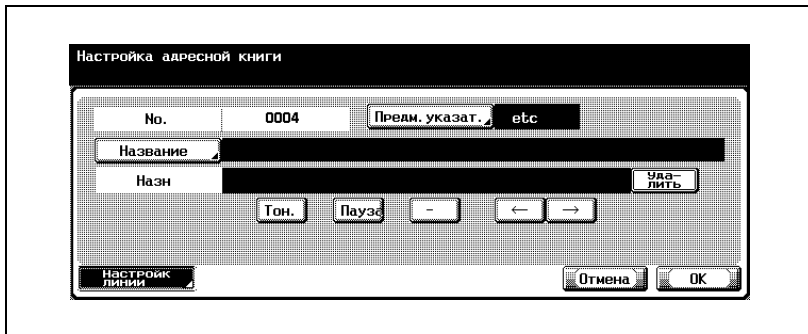 Настройка адресной книги
No. 0004 Предм.указат. etc
Название
Назн Уда-
лить
Тон. Пауза - ← →
Настройк
линии Отмена OK